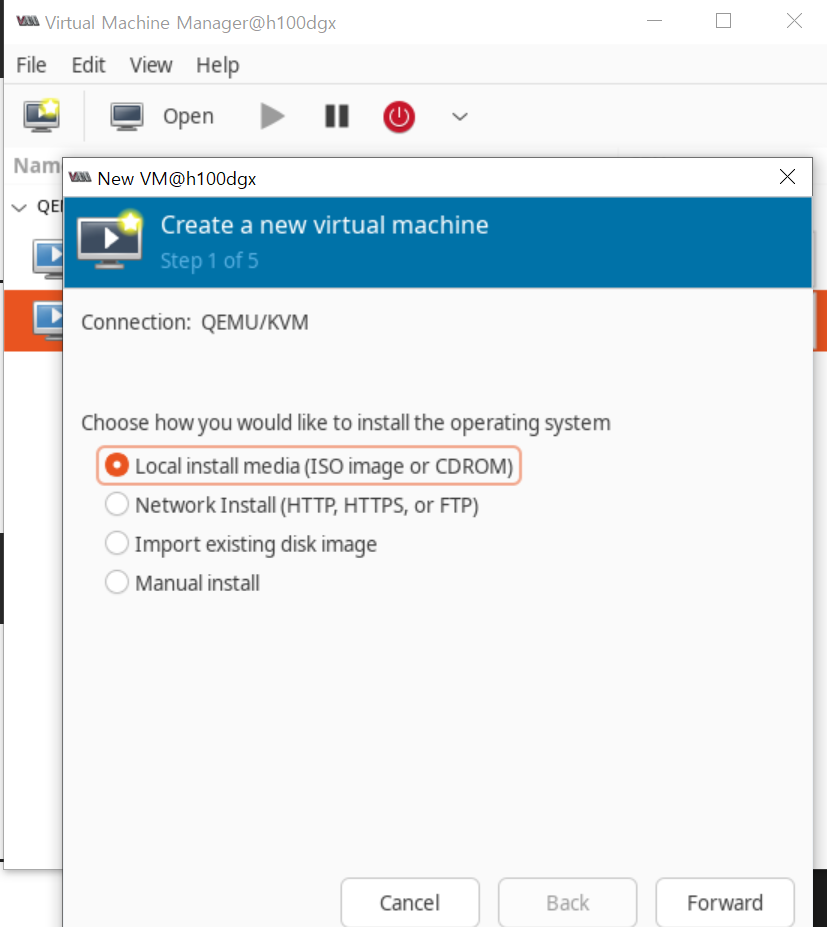 Virtual Machine Manager@h100dgx
File Edit View Help
Open
Nam
New VM@h100dgx
QE
Create a new virtual machine
Step 1 of 5
Connection: QEMU/KVM
Choose how you would like to install the operating system
Local install media (ISO image or CDROM)
Network Install (HTTP, HTTPS, or FTP)
Import existing disk image
Manual install
Cancel Back Forward